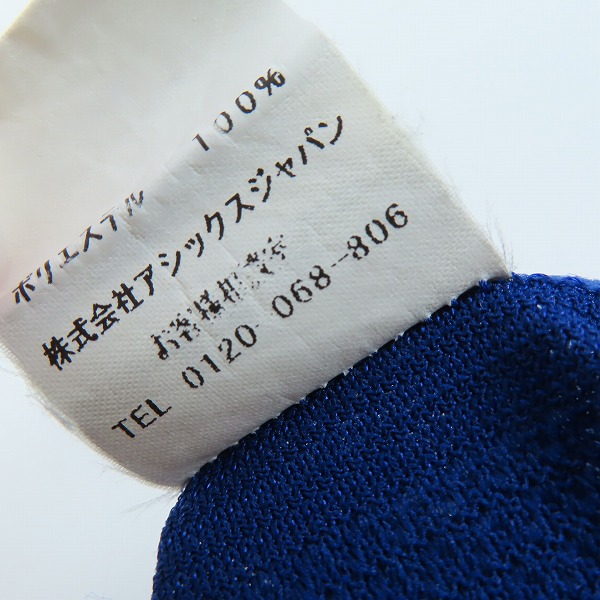 ポリエステル 100%
株式会社アシックスジャパン
お客様相談室
TEL 0120-068-806